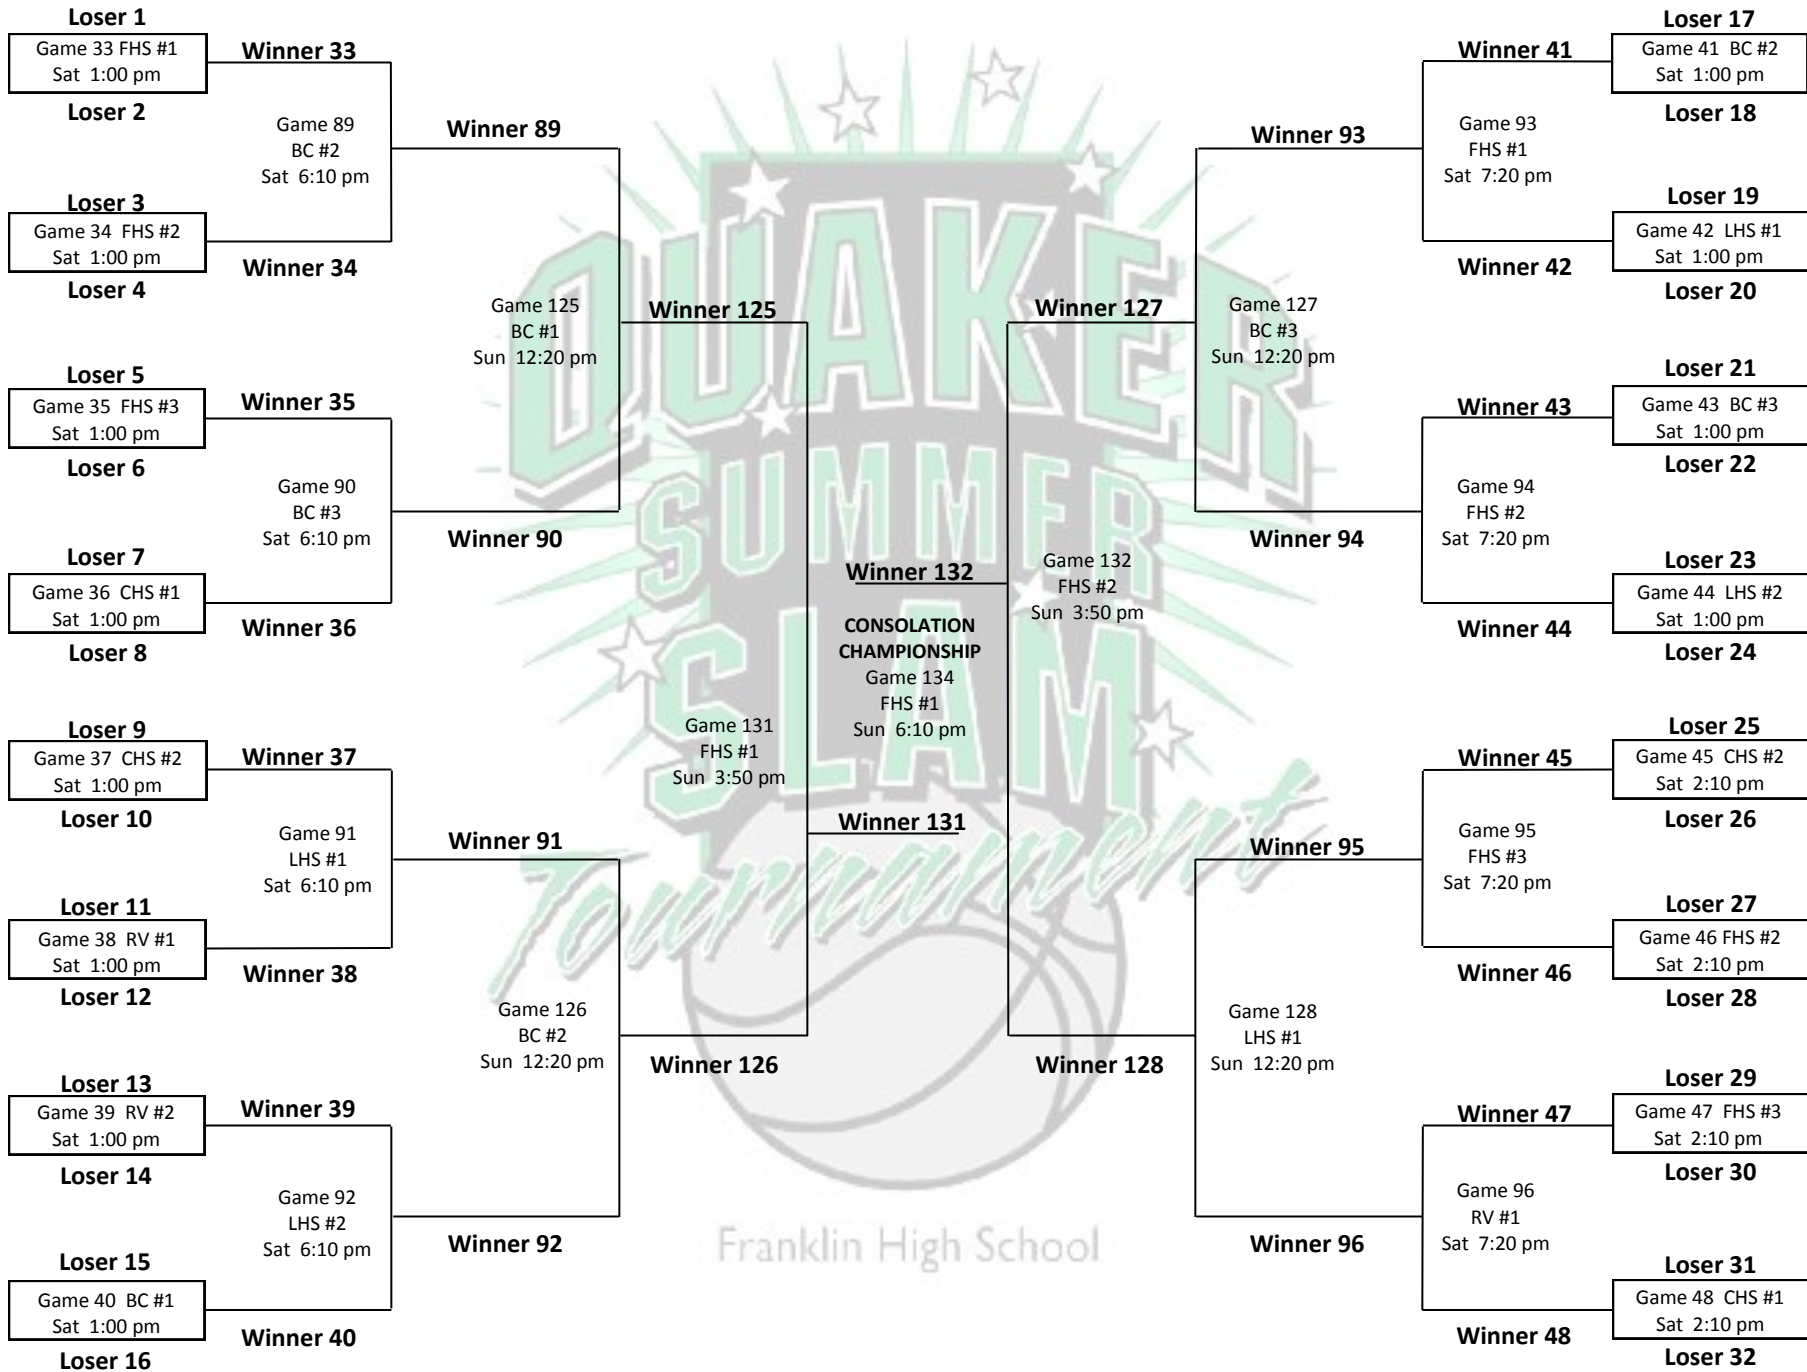 Loser 1
Game 33 FHS #1
Sat 1:00 pm
Loser 2
Winner 33
Game 89
BC #2
Sat 6:10 pm
Loser 3
Game 34 FHS #2
Sat 1:00 pm
Loser 4
Winner 34
Winner 89
Game 125
BC #1
Sun 12:20 pm
Loser 5
Game 35 FHS #3
Sat 1:00 pm
Loser 6
Winner 35
Game 90
BC #3
Sat 6:10 pm
Loser 7
Game 36 CHS #1
Sat 1:00 pm
Loser 8
Winner 36
Winner 90
Winner 125
Game 131
FHS #1
Sun 3:50 pm
Loser 9
Game 37 CHS #2
Sat 1:00 pm
Loser 10
Winner 37
Game 91
LHS #1
Sat 6:10 pm
Loser 11
Game 38 RV #1
Sat 1:00 pm
Loser 12
Winner 38
Winner 91
Game 126
BC #2
Sun 12:20 pm
Loser 13
Game 39 RV #2
Sat 1:00 pm
Loser 14
Winner 39
Game 92
LHS #2
Sat 6:10 pm
Loser 15
Game 40 BC #1
Sat 1:00 pm
Loser 16
Winner 40
Winner 92
Winner 126
QUAKER
SUMMER
SLAM
Tournament
Franklin High School
Winner 132
CONSOLATION
CHAMPIONSHIP
Game 134
FHS #1
Sun 6:10 pm
Winner 131
Winner 127
Game 132
FHS #2
Sun 3:50 pm
Winner 128
Winner 93
Game 127
BC #3
Sun 12:20 pm
Winner 94
Winner 95
Game 128
LHS #1
Sun 12:20 pm
Winner 96
Winner 41
Game 93
FHS #1
Sat 7:20 pm
Winner 42
Loser 17
Game 41 BC #2
Sat 1:00 pm
Loser 18
Loser 19
Game 42 LHS #1
Sat 1:00 pm
Loser 20
Winner 43
Game 94
FHS #2
Sat 7:20 pm
Winner 44
Loser 21
Game 43 BC #3
Sat 1:00 pm
Loser 22
Loser 23
Game 44 LHS #2
Sat 1:00 pm
Loser 24
Winner 45
Game 95
FHS #3
Sat 7:20 pm
Winner 46
Loser 25
Game 45 CHS #2
Sat 2:10 pm
Loser 26
Loser 27
Game 46 FHS #2
Sat 2:10 pm
Loser 28
Winner 47
Game 96
RV #1
Sat 7:20 pm
Winner 48
Loser 29
Game 47 FHS #3
Sat 2:10 pm
Loser 30
Loser 31
Game 48 CHS #1
Sat 2:10 pm
Loser 32